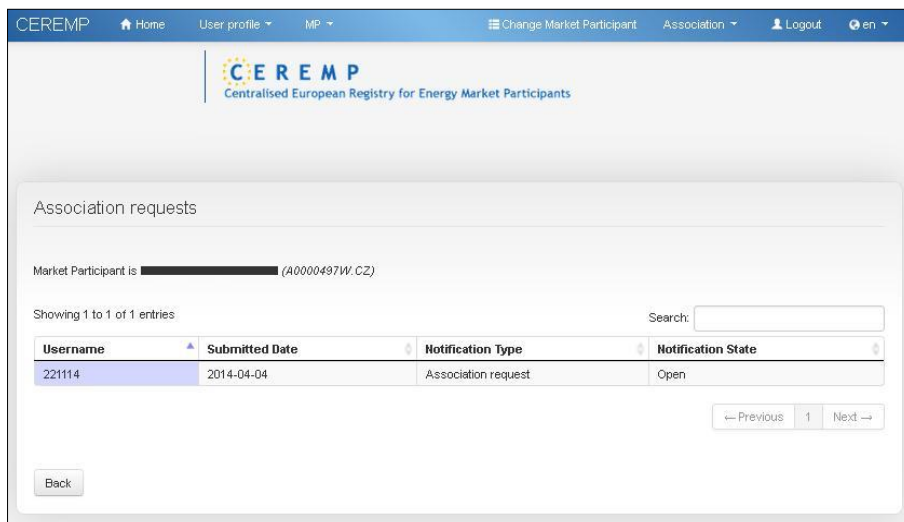 CEREMP Home User profile MP Change Market Participant Association Logout en
CEREMP
Centralised European Registry for Energy Market Participants
Association requests
Market Participant is (A0000497W.CZ)
Showing 1 to 1 of 1 entries Search:
Username Submitted Date Notification Type Notification State
221114 2014-04-04 Association request Open
← Previous 1 Next →
Back